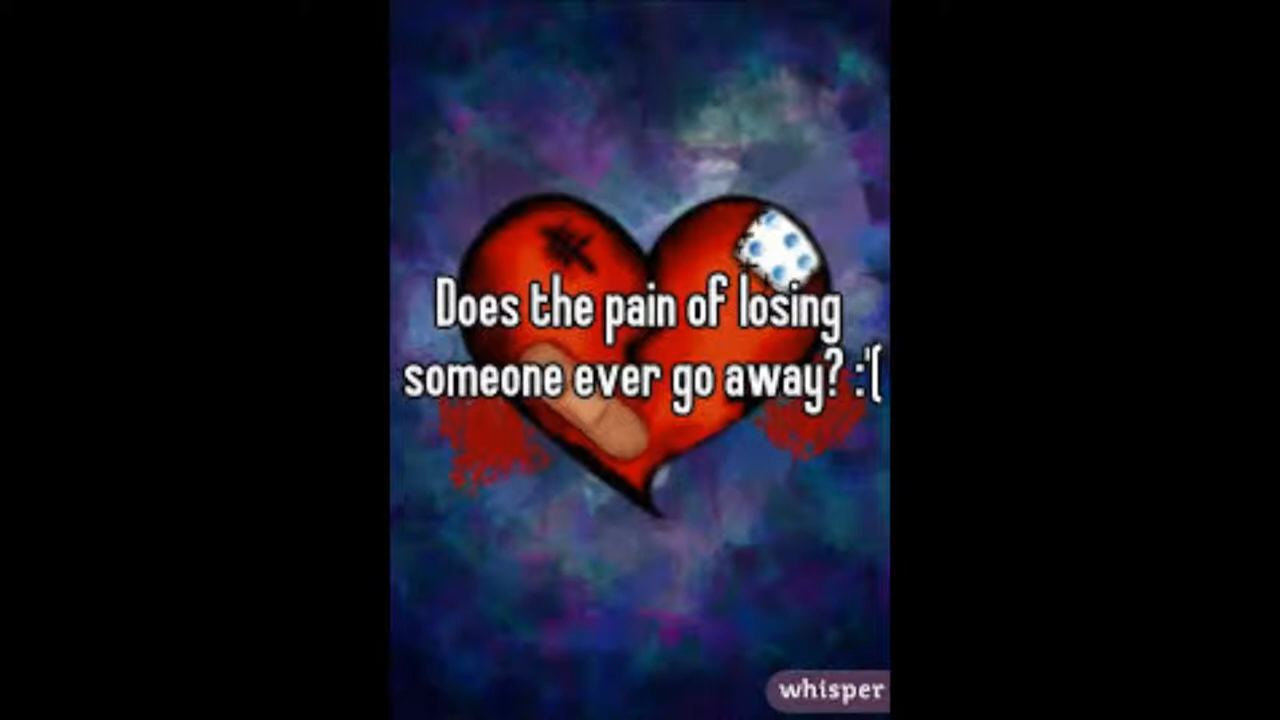 Does the pain of losing
someone ever go away? :'(
whisper